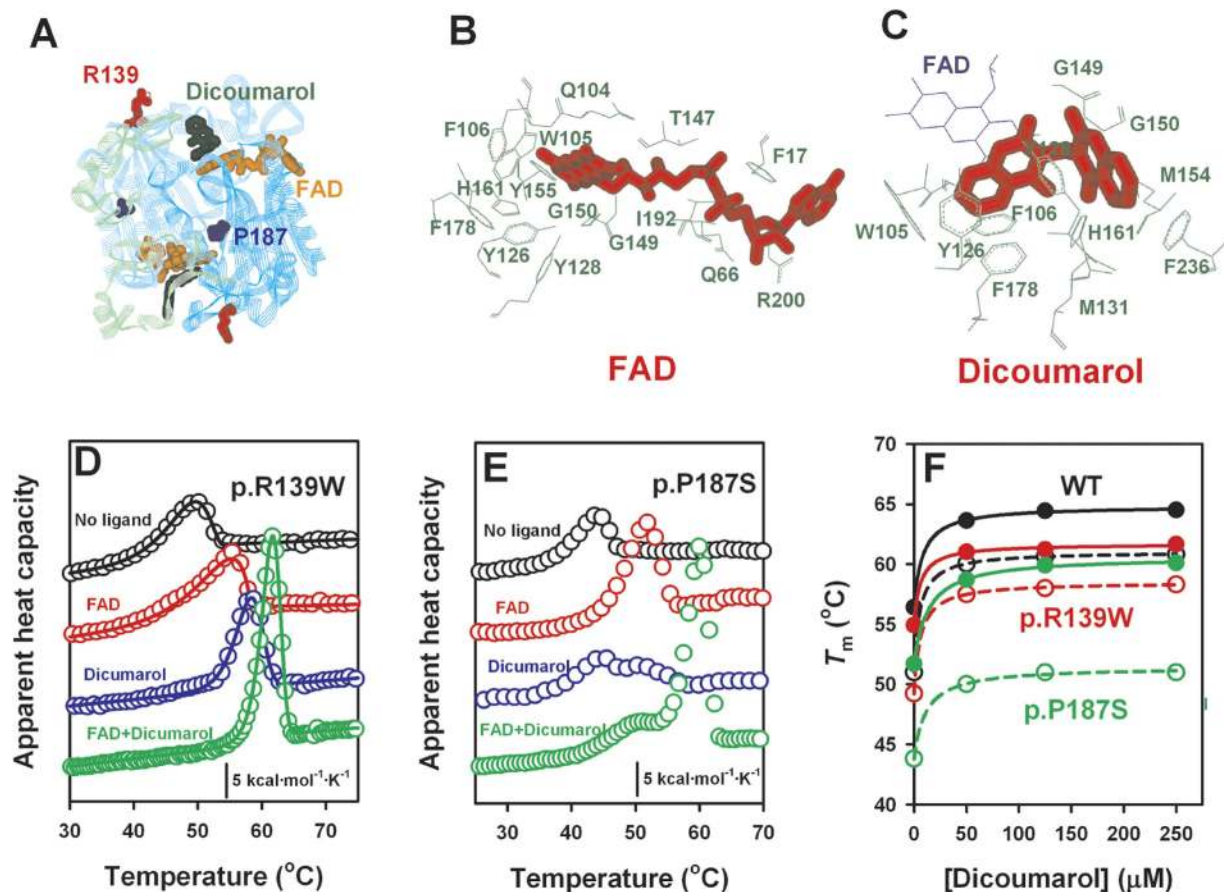 A
R139
Dicoumarol
FAD
P187
B
Q104
F106
W105
T147
F17
H161
Y155
F178
G150
I192
G149
Y126
Y128
Q66
R200
FAD
C
FAD
G149
G150
M154
F106
W105
H161
Y126
F236
F178
M131
Dicoumarol
D
p.R139W
No ligand
FAD
Dicumarol
FAD+Dicumarol
5 kcal·mol⁻¹·K⁻¹
Apparent heat capacity
30 40 50 60 70
Temperature (°C)
E
p.P187S
No ligand
FAD
Dicumarol
FAD+Dicumarol
5 kcal·mol⁻¹·K⁻¹
Apparent heat capacity
30 40 50 60 70
Temperature (°C)
F
WT
p.R139W
p.P187S
Tm (°C)
70
65
60
55
50
45
40
0 50 100 150 200 250
[Dicoumarol] (µM)